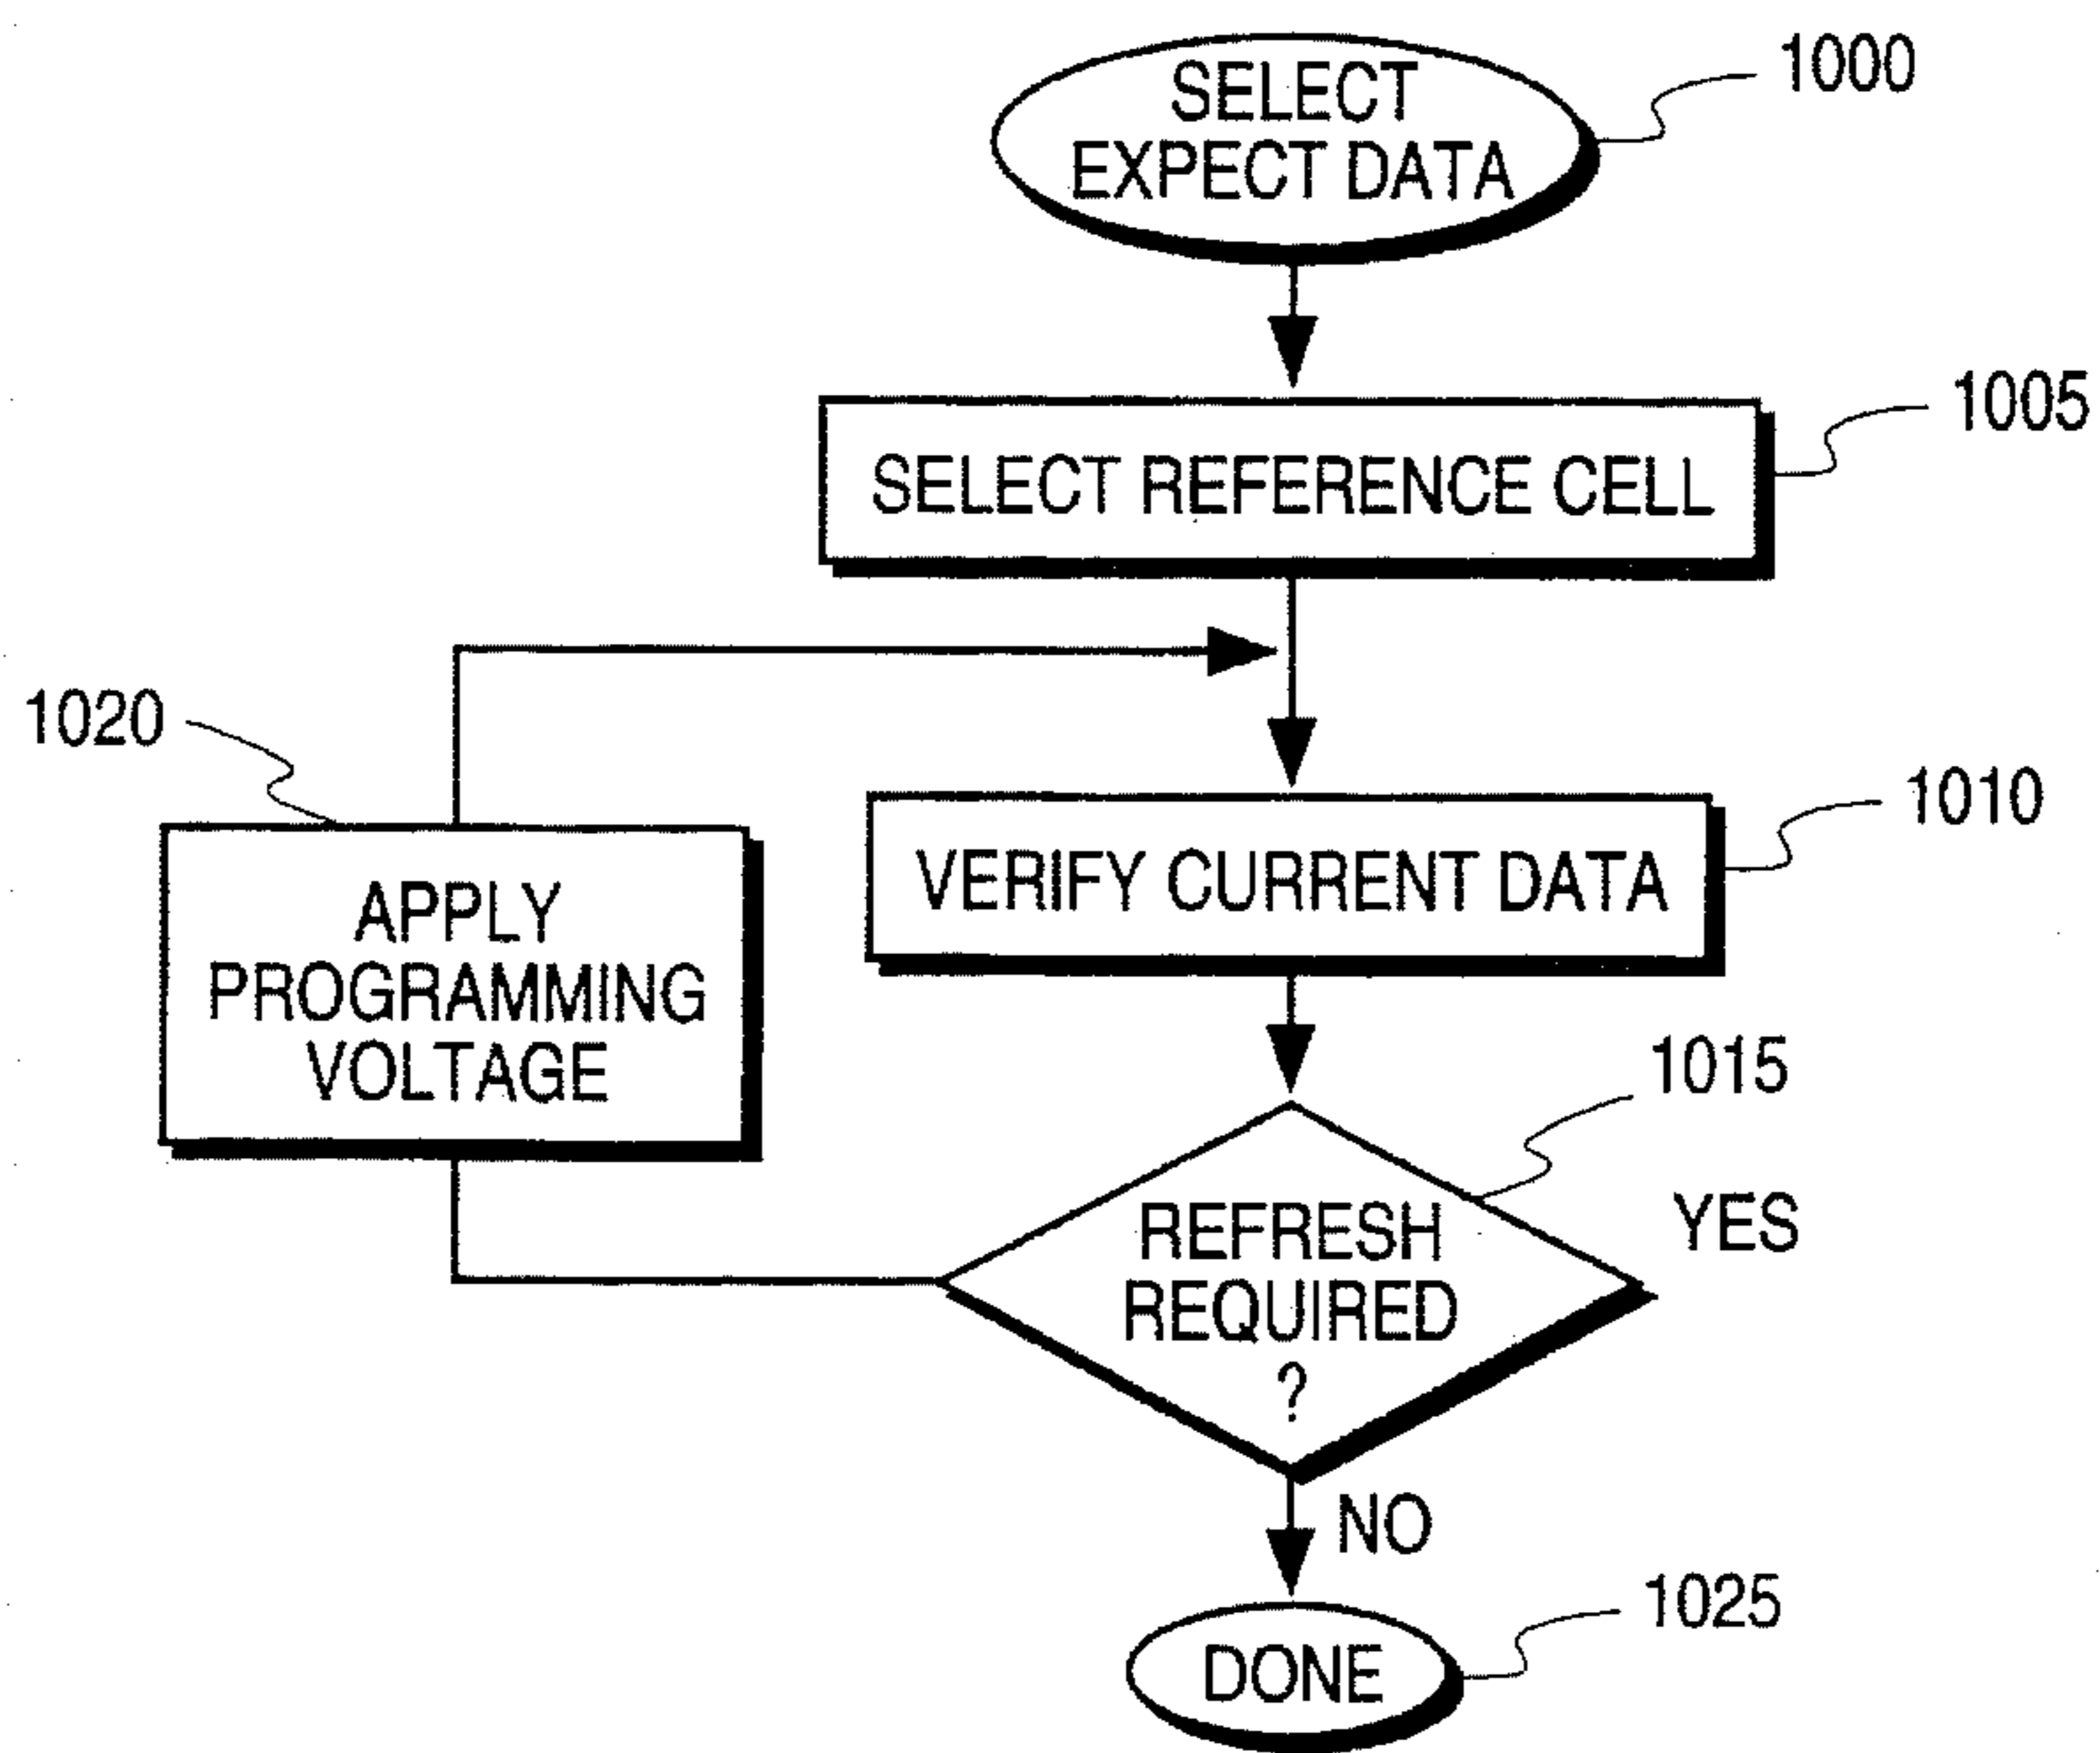 SELECT
EXPECT DATA
1000
SELECT REFERENCE CELL
1005
1020
APPLY
PROGRAMMING
VOLTAGE
VERIFY CURRENT DATA
1010
REFRESH
REQUIRED
?
1015
YES
NO
DONE
1025